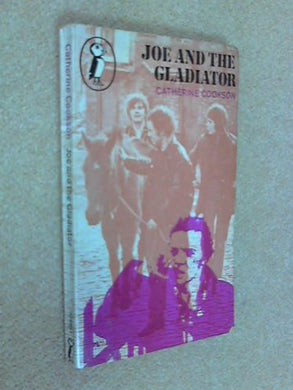 JOE AND THE
GLADIATOR
CATHERINE COOKSON
Catherine Cookson Joe and the Gladiator